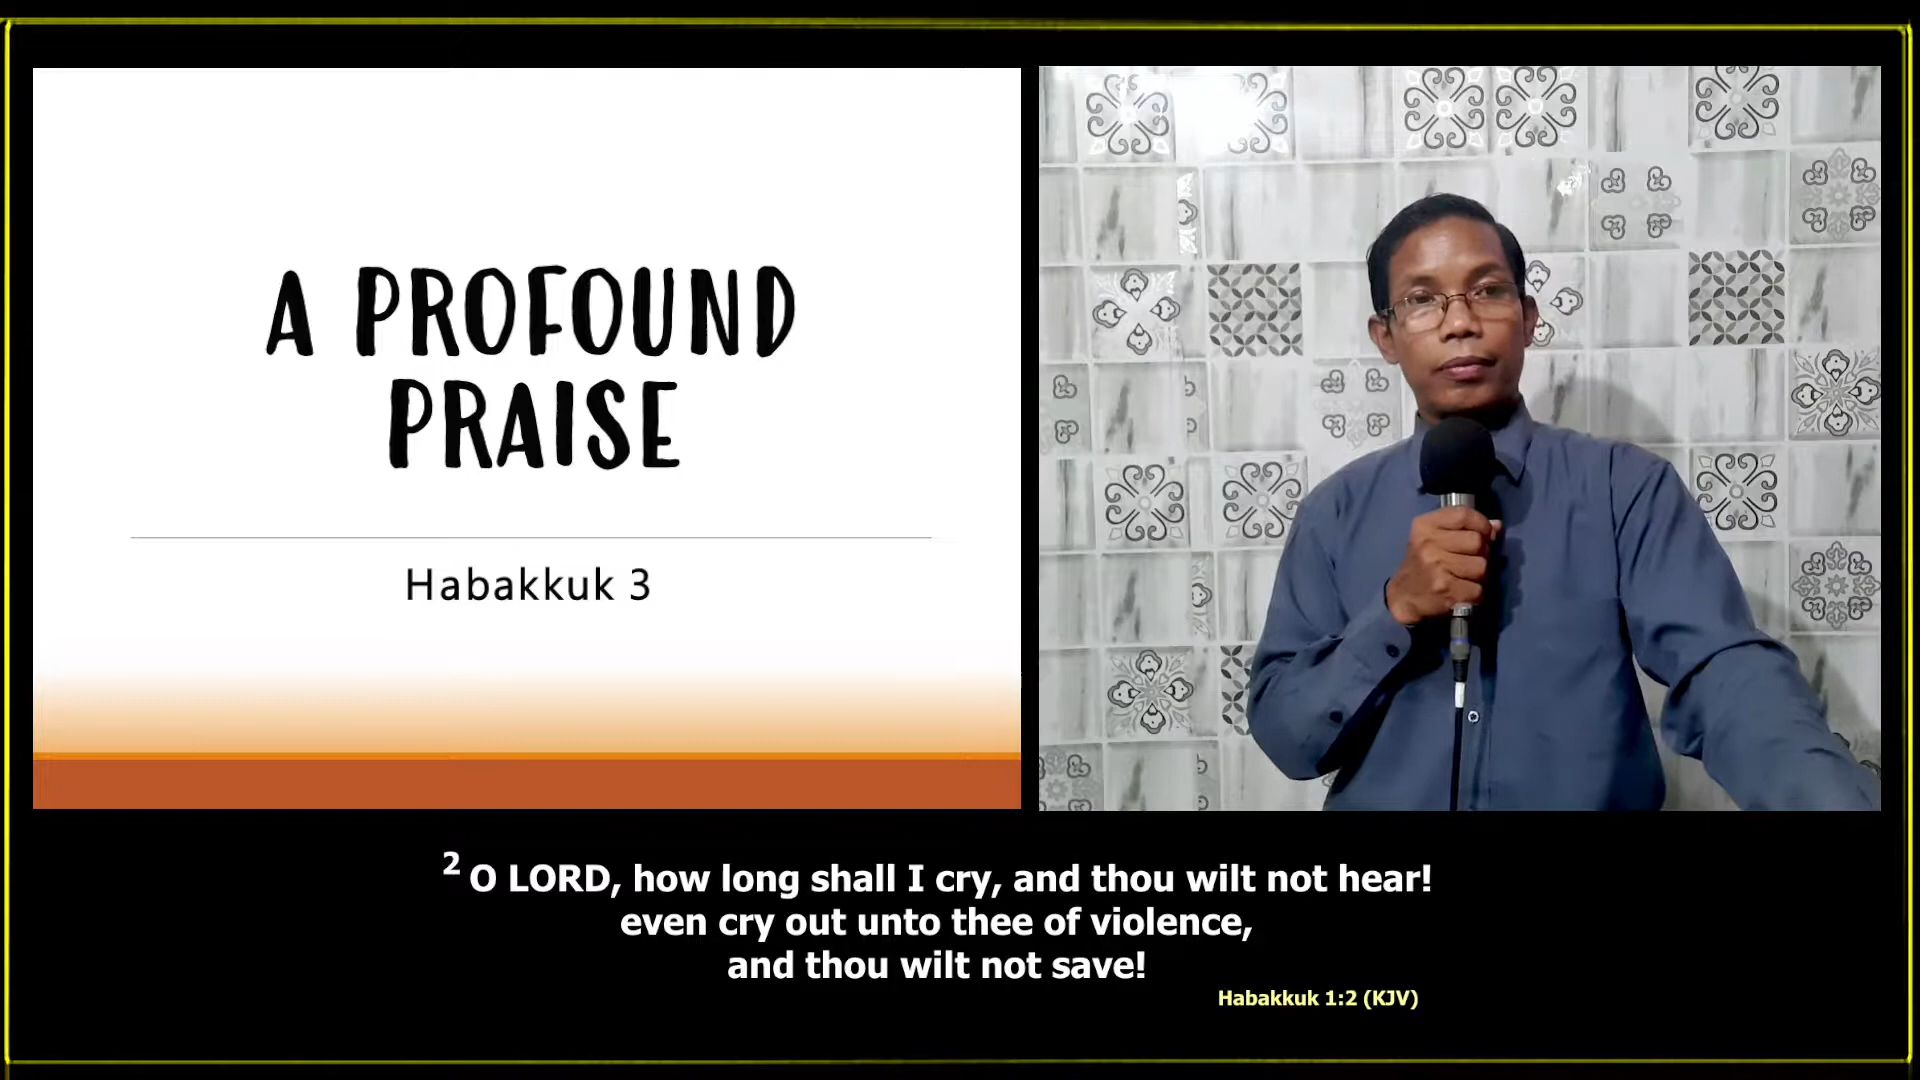 A PROFOUND
PRAISE
Habakkuk 3
2 O LORD, how long shall I cry, and thou wilt not hear!
even cry out unto thee of violence,
and thou wilt not save!
Habakkuk 1:2 (KJV)